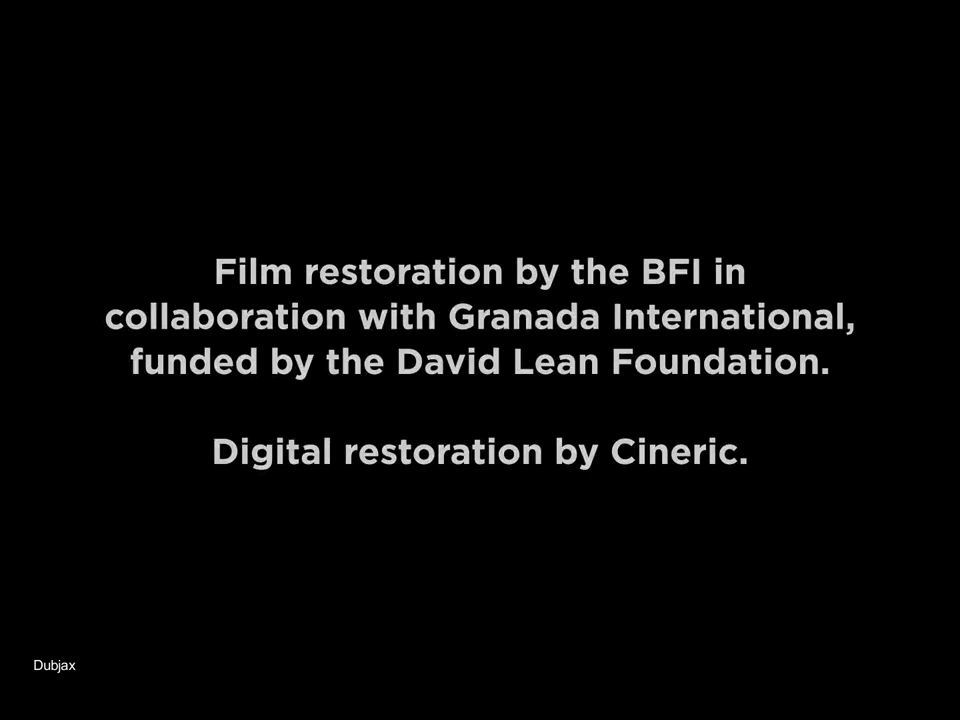 Film restoration by the BFI in
collaboration with Granada International,
funded by the David Lean Foundation.
Digital restoration by Cineric.
Dubjax